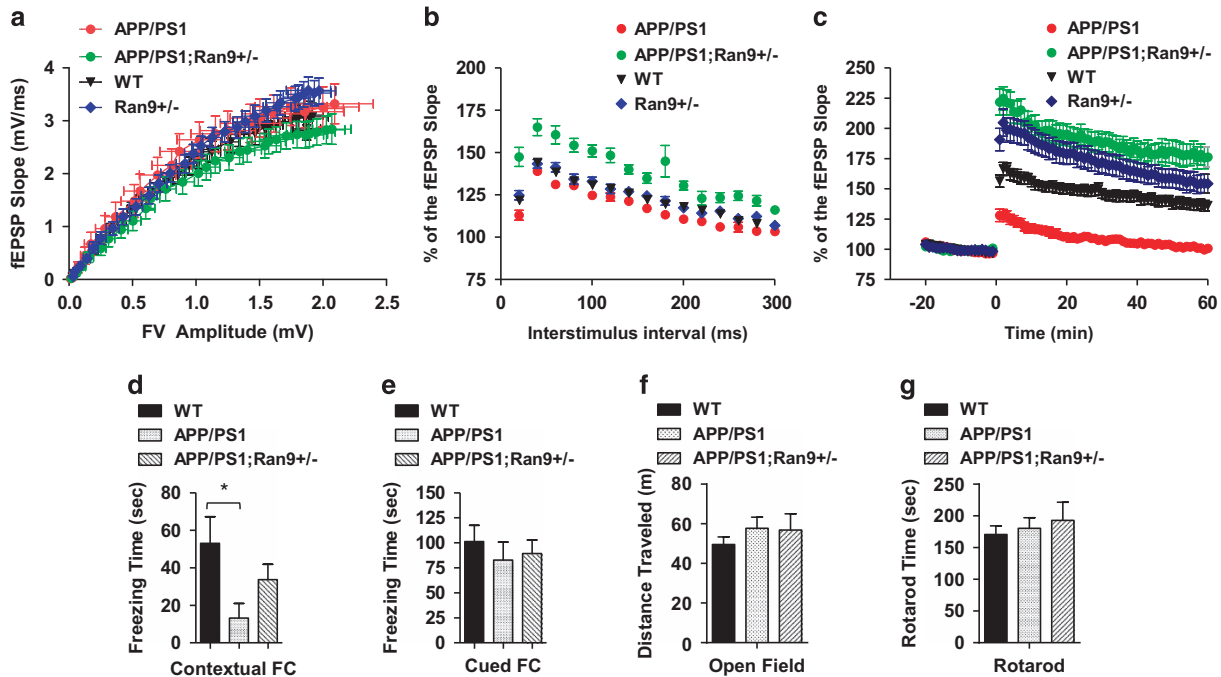 a
APP/PS1
APP/PS1;Ran9+/-
WT
Ran9+/-
fEPSP Slope (mV/ms)
4
3
2
1
0
0.0
0.5
1.0
1.5
2.0
2.5
FV Amplitude (mV)
b
APP/PS1
APP/PS1;Ran9+/-
WT
Ran9+/-
% of the fEPSP Slope
200
175
150
125
100
75
0
100
200
300
Interstimulus interval (ms)
c
APP/PS1
APP/PS1;Ran9+/-
WT
Ran9+/-
% of the fEPSP Slope
250
225
200
175
150
125
100
75
-20
0
20
40
60
Time (min)
d
WT
APP/PS1
APP/PS1;Ran9+/-
Freezing Time (sec)
80
60
40
20
0
*
Contextual FC
e
WT
APP/PS1
APP/PS1;Ran9+/-
Freezing Time (sec)
150
125
100
75
50
25
0
Cued FC
f
WT
APP/PS1
APP/PS1;Ran9+/-
Distance Traveled (m)
80
60
40
20
0
Open Field
g
WT
APP/PS1
APP/PS1;Ran9+/-
Rotarod Time (sec)
250
200
150
100
50
0
Rotarod